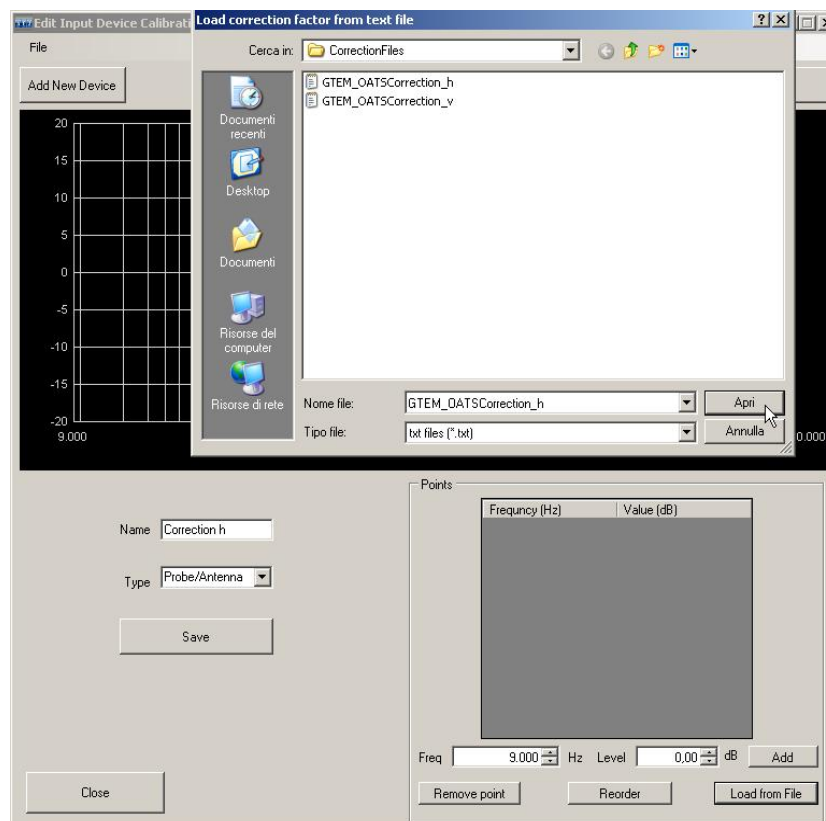 Edit Input Device Calibrati
Load correction factor from text file
File
Cerca in:
CorrectionFiles
Add New Device
GTEM_OATSCorrection_h
GTEM_OATSCorrection_v
Documenti
recenti
Desktop
Documenti
Risorse del
computer
Risorse di rete
Nome file:
GTEM_OATSCorrection_h
Apri
Tipo file:
txt files (*.txt)
Annulla
20
15
10
5
0
-5
-10
-15
-20
9.000
0.000
Points
Frequncy (Hz)
Value (dB)
Name
Correction h
Type
Probe/Antenna
Save
Freq
9.000
Hz
Level
0,00
dB
Add
Close
Remove point
Reorder
Load from File